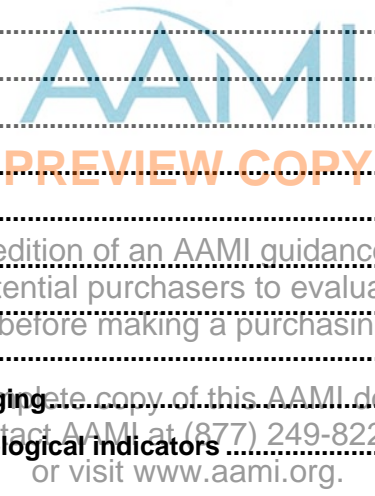 AAMI
PREVIEW COPY
edition of an AAMI guidance
tential purchasers to evalua
before making a purchasin
ging
plete copy of this AAMI d
tact AAMI at (877) 249-822
logical indicators
or visit www.aami.org.